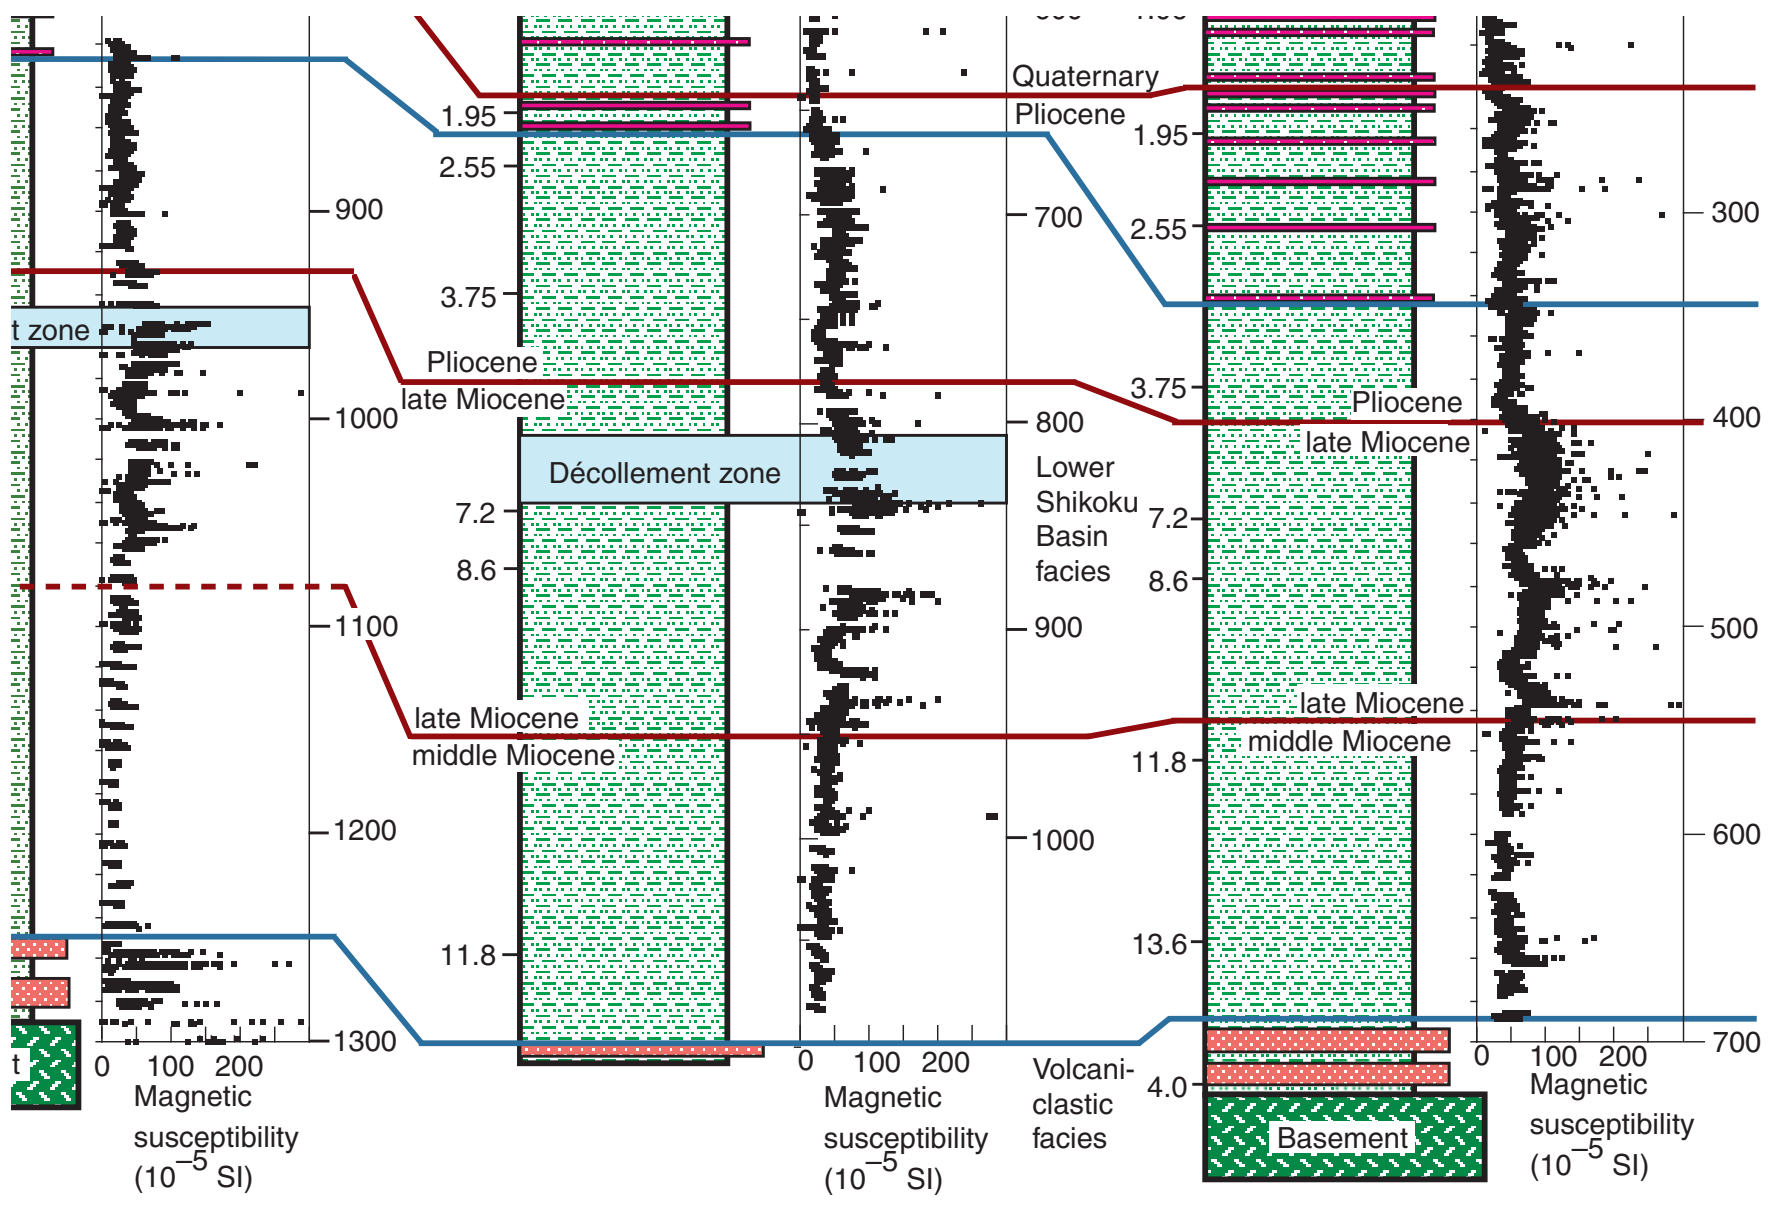 Quaternary
Pliocene
1.95
2.55
3.75
7.2
8.6
11.8
1.95
2.55
3.75
7.2
8.6
11.8
13.6
4.0
900
1000
1100
1200
1300
700
800
900
1000
300
400
500
600
700
t zone
Pliocene
late Miocene
Pliocene
late Miocene
Décollement zone
Lower
Shikoku
Basin
facies
late Miocene
middle Miocene
late Miocene
middle Miocene
0 100 200
Magnetic
susceptibility
(10–5 SI)
0 100 200
Magnetic
susceptibility
(10–5 SI)
Volcani-
clastic
facies
0 100 200
Magnetic
susceptibility
(10–5 SI)
t
Basement